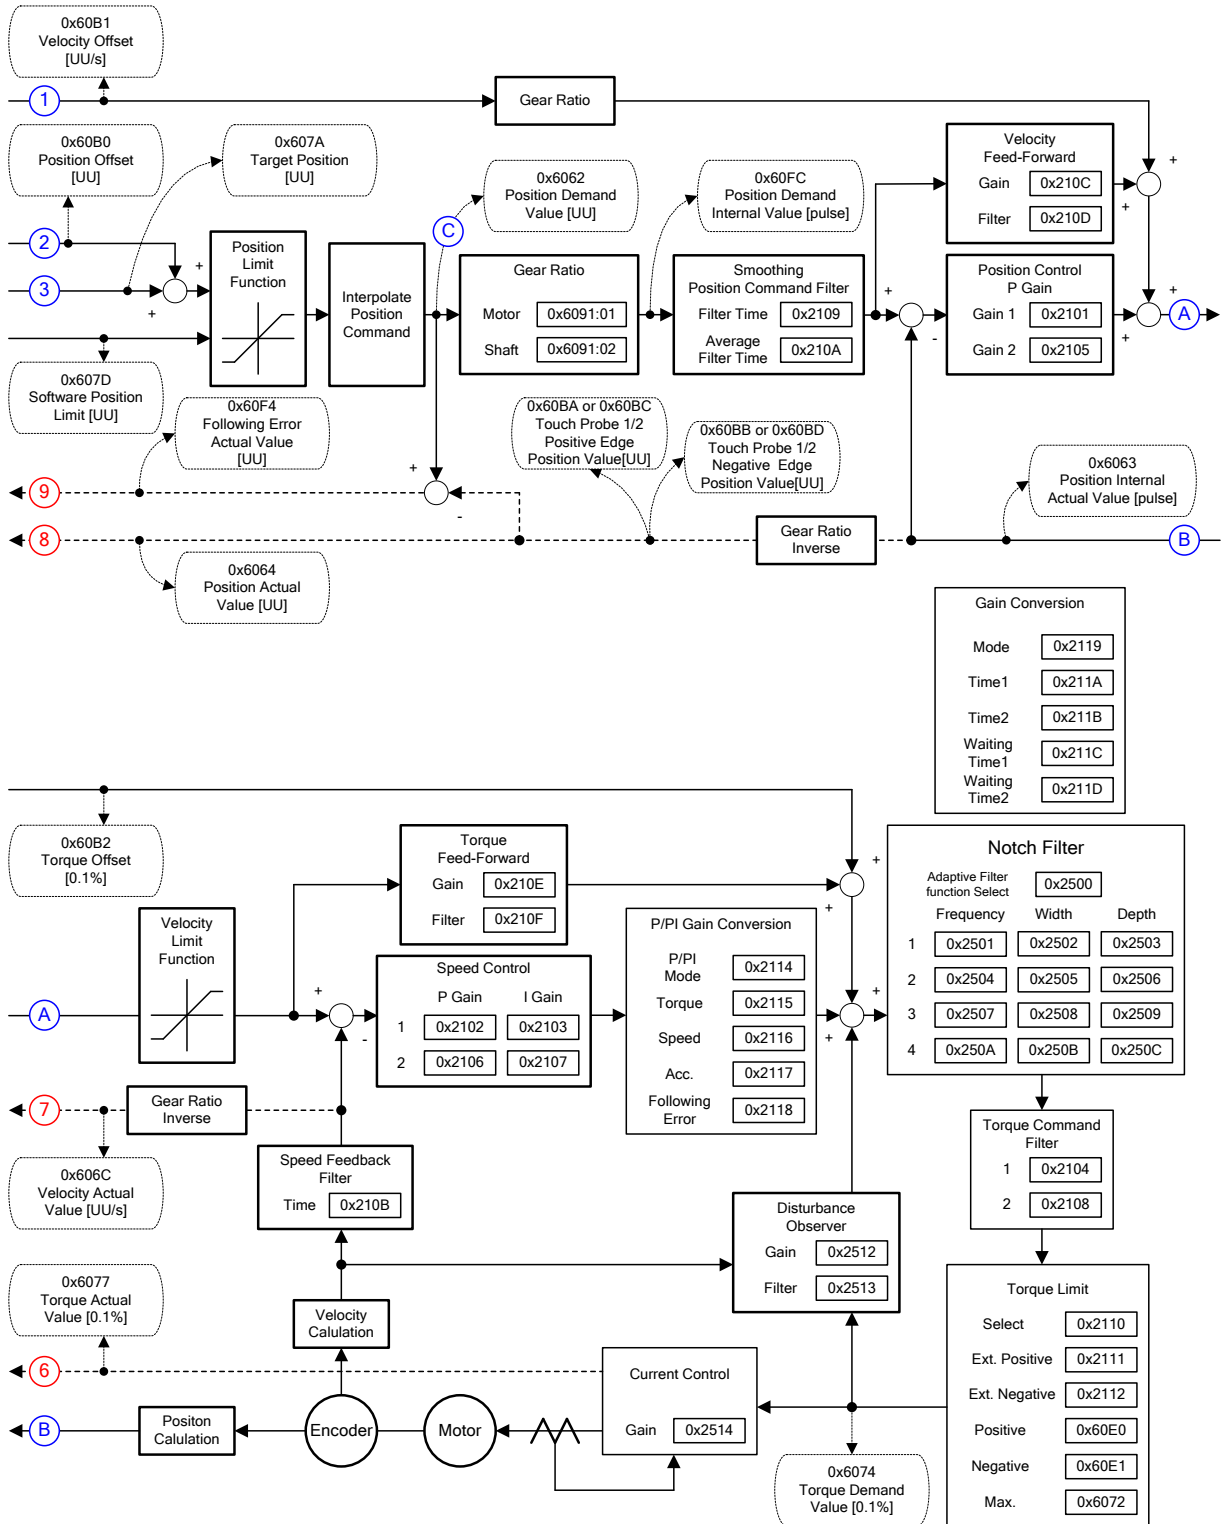 0x60B1
Velocity Offset
[UU/s]
1
Gear Ratio
0x60B0
Position Offset
[UU]
0x607A
Target Position
[UU]
0x6062
Position Demand
Value [UU]
0x60FC
Position Demand
Internal Value [pulse]
Velocity
Feed-Forward
Gain 0x210C
Filter 0x210D
+
+
2
3
+
+
Position
Limit
Function
Interpolate
Position
Command
C
Gear Ratio
Motor 0x6091:01
Shaft 0x6091:02
Smoothing
Position Command Filter
Filter Time 0x2109
Average
Filter Time 0x210A
+
-
Position Control
P Gain
Gain 1 0x2101
Gain 2 0x2105
+
+
A
0x607D
Software Position
Limit [UU]
0x60F4
Following Error
Actual Value
[UU]
0x60BA or 0x60BC
Touch Probe 1/2
Positive Edge
Position Value[UU]
0x60BB or 0x60BD
Touch Probe 1/2
Negative Edge
Position Value[UU]
0x6063
Position Internal
Actual Value [pulse]
9
+
-
8
Gear Ratio
Inverse
B
0x6064
Position Actual
Value [UU]
Gain Conversion
Mode 0x2119
Time1 0x211A
Time2 0x211B
Waiting
Time1 0x211C
Waiting
Time2 0x211D
0x60B2
Torque Offset
[0.1%]
Torque
Feed-Forward
Gain 0x210E
Filter 0x210F
+
+
Notch Filter
Adaptive Filter
function Select 0x2500
Frequency Width Depth
1 0x2501 0x2502 0x2503
2 0x2504 0x2505 0x2506
3 0x2507 0x2508 0x2509
4 0x250A 0x250B 0x250C
A
Velocity
Limit
Function
+
-
Speed Control
P Gain I Gain
1 0x2102 0x2103
2 0x2106 0x2107
P/PI Gain Conversion
P/PI
Mode 0x2114
Torque 0x2115
Speed 0x2116
Acc. 0x2117
Following
Error 0x2118
+
+
7
Gear Ratio
Inverse
0x606C
Velocity Actual
Value [UU/s]
Speed Feedback
Filter
Time 0x210B
Torque Command
Filter
1 0x2104
2 0x2108
Disturbance
Observer
Gain 0x2512
Filter 0x2513
0x6077
Torque Actual
Value [0.1%]
Velocity
Calulation
Torque Limit
Select 0x2110
Ext. Positive 0x2111
Ext. Negative 0x2112
Positive 0x60E0
Negative 0x60E1
Max. 0x6072
6
Current Control
Gain 0x2514
B
Positon
Calulation
Encoder
Motor
0x6074
Torque Demand
Value [0.1%]